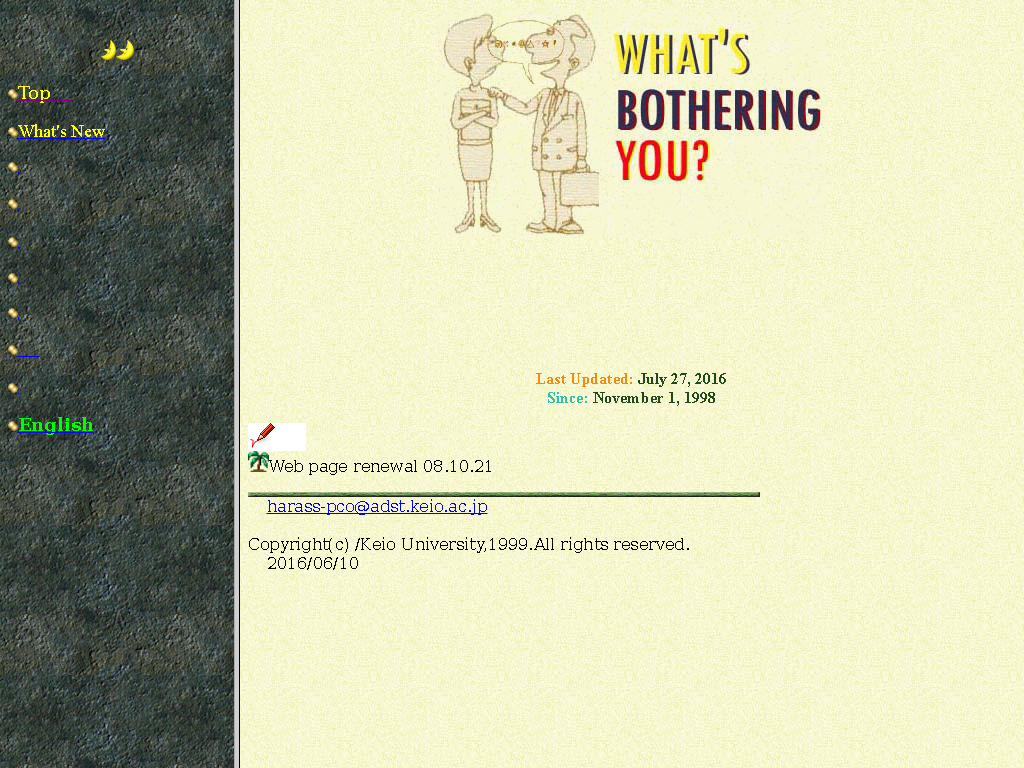 Top
What's New
English
WHAT'S
BOTHERING
YOU?
Last Updated: July 27, 2016
Since: November 1, 1998
Web page renewal 08.10.21
harass-pco@adst.keio.ac.jp
Copyright(c) /Keio University,1999.All rights reserved.
2016/06/10